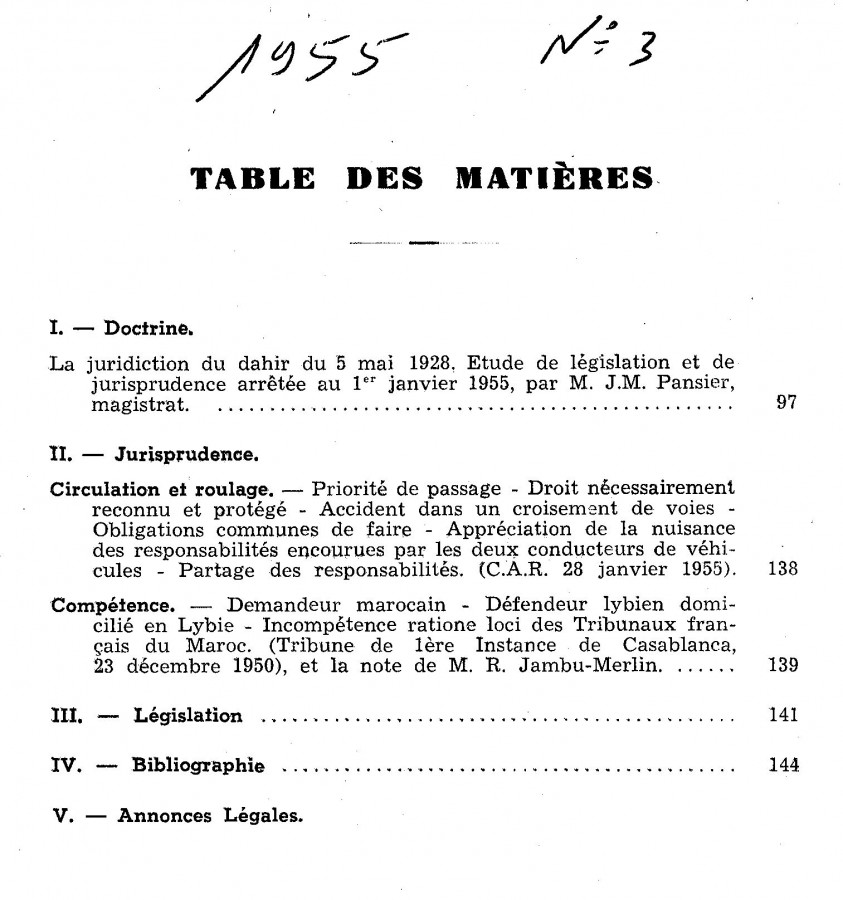 1955 N° 3
TABLE DES MATIÈRES
I. — Doctrine.
La juridiction du dahir du 5 mai 1928. Etude de législation et de
jurisprudence arrêtée au 1er janvier 1955, par M. J.M. Pansier,
magistrat. .................................................. 97
II. — Jurisprudence.
Circulation et roulage. — Priorité de passage - Droit nécessairement
reconnu et protégé - Accident dans un croisement de voies -
Obligations communes de faire - Appréciation de la nuisance
des responsabilités encourues par les deux conducteurs de véhi-
cules - Partage des responsabilités. (C.A.R. 28 janvier 1955). 138
Compétence. — Demandeur marocain - Défendeur lybien domi-
cilié en Lybie - Incompétence ratione loci des Tribunaux fran-
çais du Maroc. (Tribune de 1ère Instance de Casablanca,
23 décembre 1950), et la note de M. R. Jambu-Merlin. ...... 139
III. — Législation .............................................. 141
IV. — Bibliographie ............................................ 144
V. — Annonces Légales.